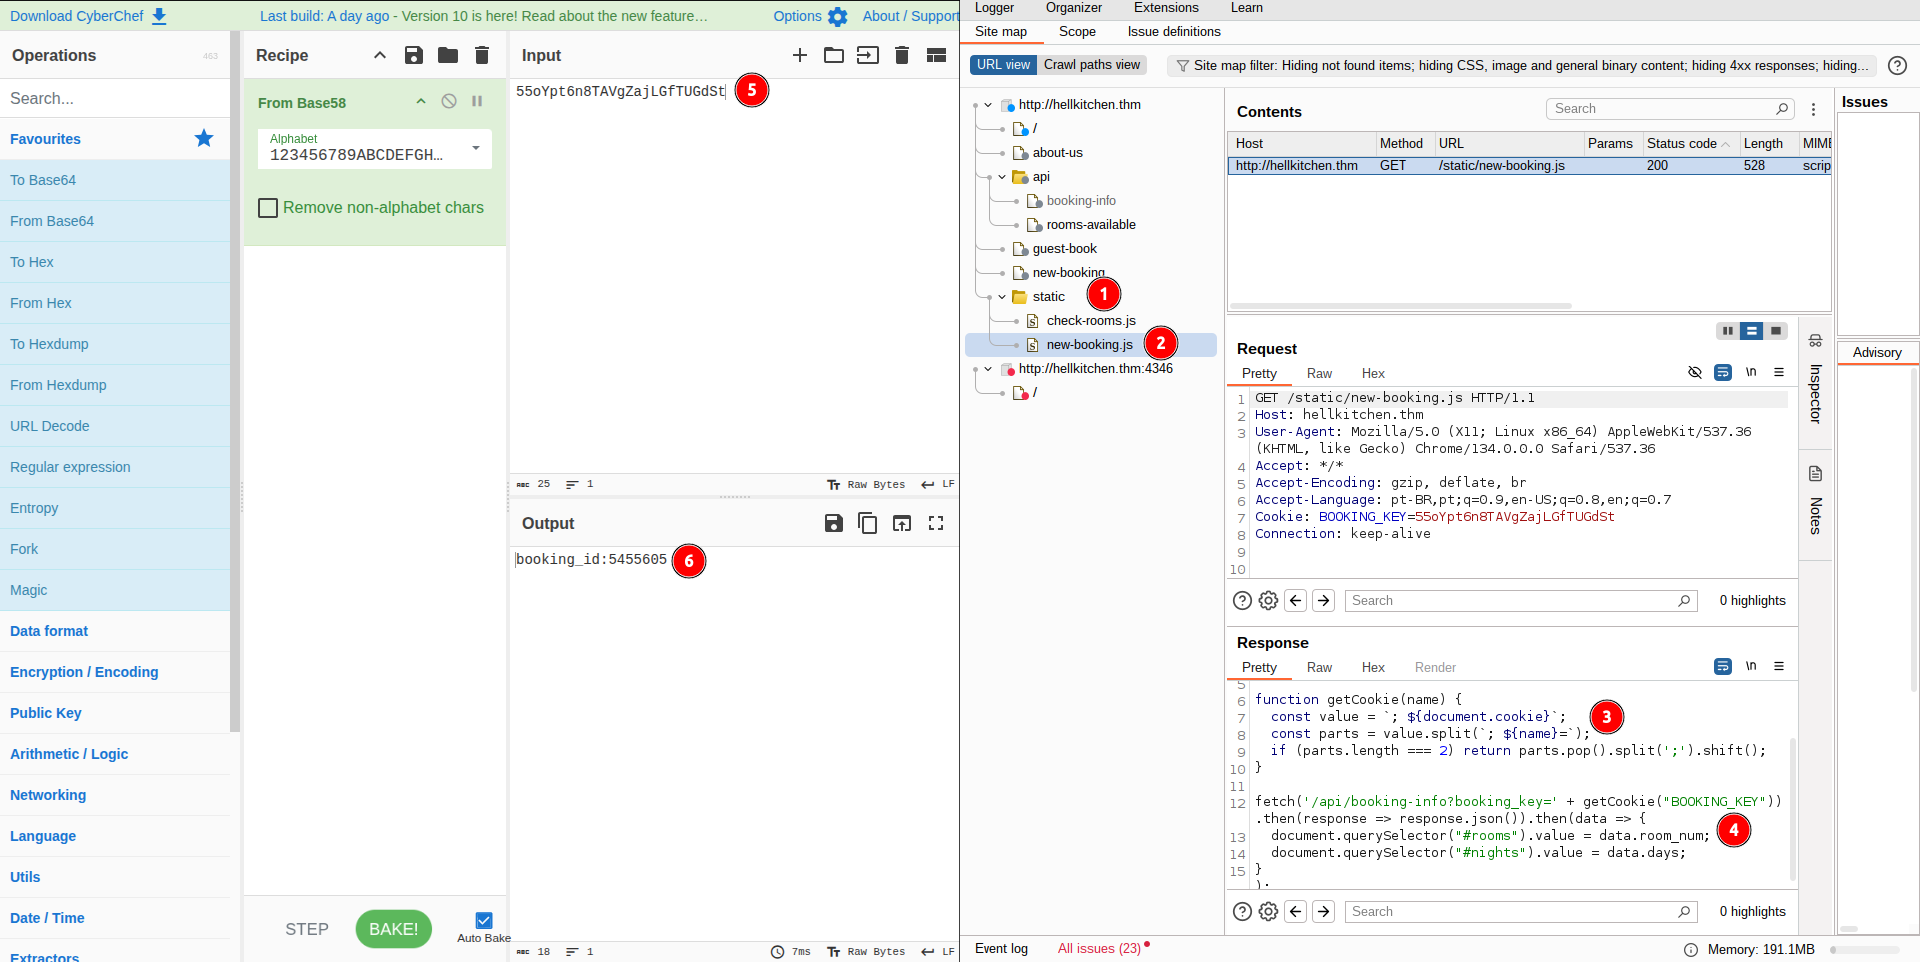 Download CyberChef
Last build: A day ago - Version 10 is here! Read about the new feature…
Options
About / Support
Operations
463
Search...
Favourites
To Base64
From Base64
To Hex
From Hex
To Hexdump
From Hexdump
URL Decode
Regular expression
Entropy
Fork
Magic
Data format
Encryption / Encoding
Public Key
Arithmetic / Logic
Networking
Language
Utils
Date / Time
Extractors
Recipe
From Base58
Alphabet
123456789ABCDEFGH…
Remove non-alphabet chars
STEP
BAKE!
Auto Bake
Input
55oYpt6n8TAVgZajLGfTUGdSt
5
ABC 25 1
Tт Raw Bytes LF
Output
booking_id:5455605
6
ABC 18 1
7ms Tт Raw Bytes LF
Logger Organizer Extensions Learn
Site map Scope Issue definitions
URL view Crawl paths view
Site map filter: Hiding not found items; hiding CSS, image and general binary content; hiding 4xx responses; hiding...
http://hellkitchen.thm
/
about-us
api
booking-info
rooms-available
guest-book
new-booking
static
1
check-rooms.js
new-booking.js
2
http://hellkitchen.thm:4346
/
Contents
Search
Host Method URL Params Status code Length MIME
http://hellkitchen.thm GET /static/new-booking.js 200 528 scrip
Request
Pretty Raw Hex
\n
1 GET /static/new-booking.js HTTP/1.1
2 Host: hellkitchen.thm
3 User-Agent: Mozilla/5.0 (X11; Linux x86_64) AppleWebKit/537.36
(KHTML, like Gecko) Chrome/134.0.0.0 Safari/537.36
4 Accept: */*
5 Accept-Encoding: gzip, deflate, br
6 Accept-Language: pt-BR,pt;q=0.9,en-US;q=0.8,en;q=0.7
7 Cookie: BOOKING_KEY=55oYpt6n8TAVgZajLGfTUGdSt
8 Connection: keep-alive
9
10
Search
0 highlights
Response
Pretty Raw Hex Render
\n
5
6 function getCookie(name) {
7 const value = `; ${document.cookie}`;
3
8 const parts = value.split(`; ${name}=`);
9 if (parts.length === 2) return parts.pop().split(';').shift();
10 }
11
12 fetch('/api/booking-info?booking_key=' + getCookie("BOOKING_KEY"))
.then(response => response.json()).then(data => {
13 document.querySelector("#rooms").value = data.room_num;
4
14 document.querySelector("#nights").value = data.days;
15 }
);
Search
0 highlights
Inspector
Notes
Issues
Advisory
Event log All issues (23)
Memory: 191.1MB